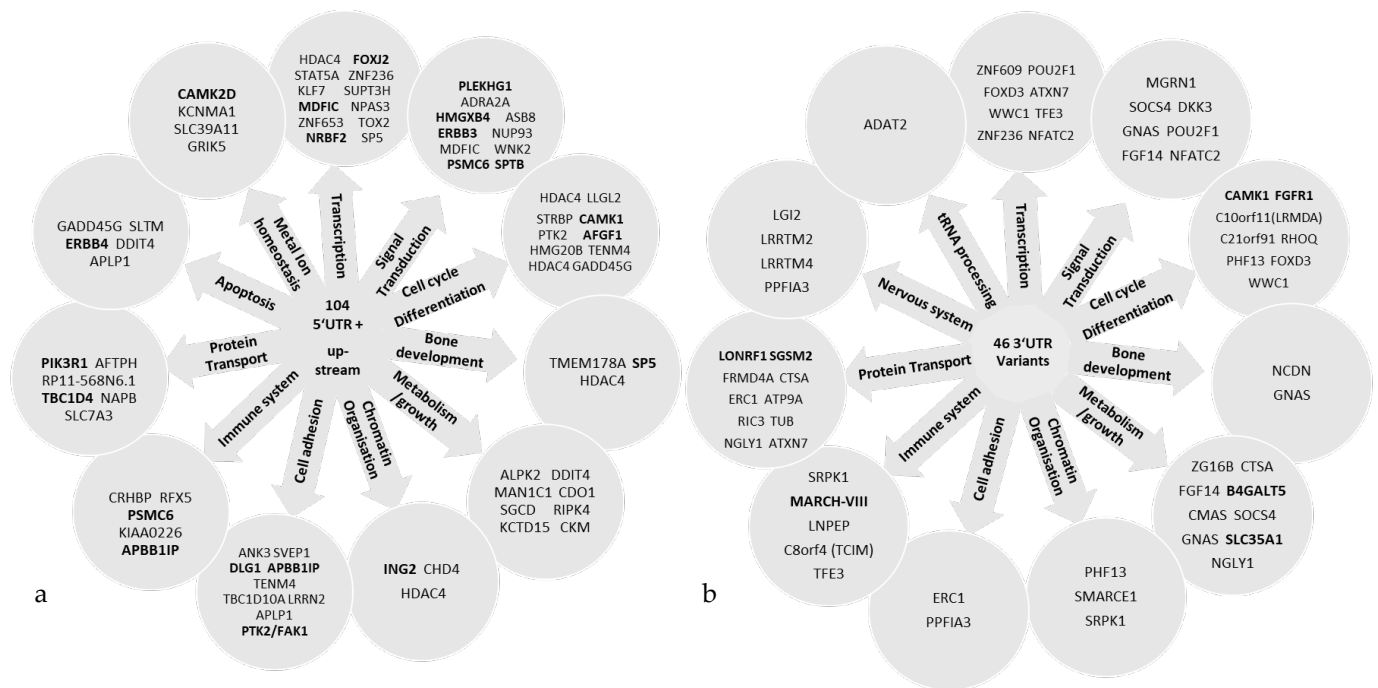 HDAC4 FOXJ2
STAT5A ZNF236
KLF7 SUPT3H
MDFIC NPAS3
ZNF653 TOX2
NRBF2 SP5
PLEKHG1
ADRA2A
HMGXB4 ASB8
ERBB3 NUP93
MDFIC WNK2
PSMC6 SPTB
HDAC4 LLGL2
STRBP CAMK1
PTK2 AFGF1
HMG20B TENM4
HDAC4 GADD45G
TMEM178A SP5
HDAC4
ALPK2 DDIT4
MAN1C1 CDO1
SGCD RIPK4
KCTD15 CKM
ING2 CHD4
HDAC4
ANK3 SVEP1
DLG1 APBB1IP
TENM4
TBC1D10A LRRN2
APLP1
PTK2/FAK1
CRHBP RFX5
PSMC6
KIAA0226
APBB1IP
PIK3R1 AFTPH
RP11-568N6.1
TBC1D4 NAPB
SLC7A3
GADD45G SLTM
ERBB4 DDIT4
APLP1
CAMK2D
KCNMA1
SLC39A11
GRIK5
Transcription
Signal
Transduction
Cell cycle
Differentiation
Bone
development
Metabolism
/growth
Chromatin
Organisation
Cell adhesion
Immune system
Protein
Transport
Apoptosis
Metal Ion
homeostasis
104
5‘UTR +
up-
stream
a
ZNF609 POU2F1
FOXD3 ATXN7
WWC1 TFE3
ZNF236 NFATC2
MGRN1
SOCS4 DKK3
GNAS POU2F1
FGF14 NFATC2
CAMK1 FGFR1
C10orf11(LRMDA)
C21orf91 RHOQ
PHF13 FOXD3
WWC1
NCDN
GNAS
ZG16B CTSA
FGF14 B4GALT5
CMAS SOCS4
GNAS SLC35A1
NGLY1
PHF13
SMARCE1
SRPK1
ERC1
PPFIA3
SRPK1
MARCH-VIII
LNPEP
C8orf4 (TCIM)
TFE3
LONRF1 SGSM2
FRMD4A CTSA
ERC1 ATP9A
RIC3 TUB
NGLY1 ATXN7
LGI2
LRRTM2
LRRTM4
PPFIA3
ADAT2
Transcription
Signal
Transduction
Cell cycle
Differentiation
Bone
development
Metabolism
/growth
Chromatin
Organisation
Cell adhesion
Immune system
Protein Transport
Nervous system
tRNA processing
46 3‘UTR
Variants
b